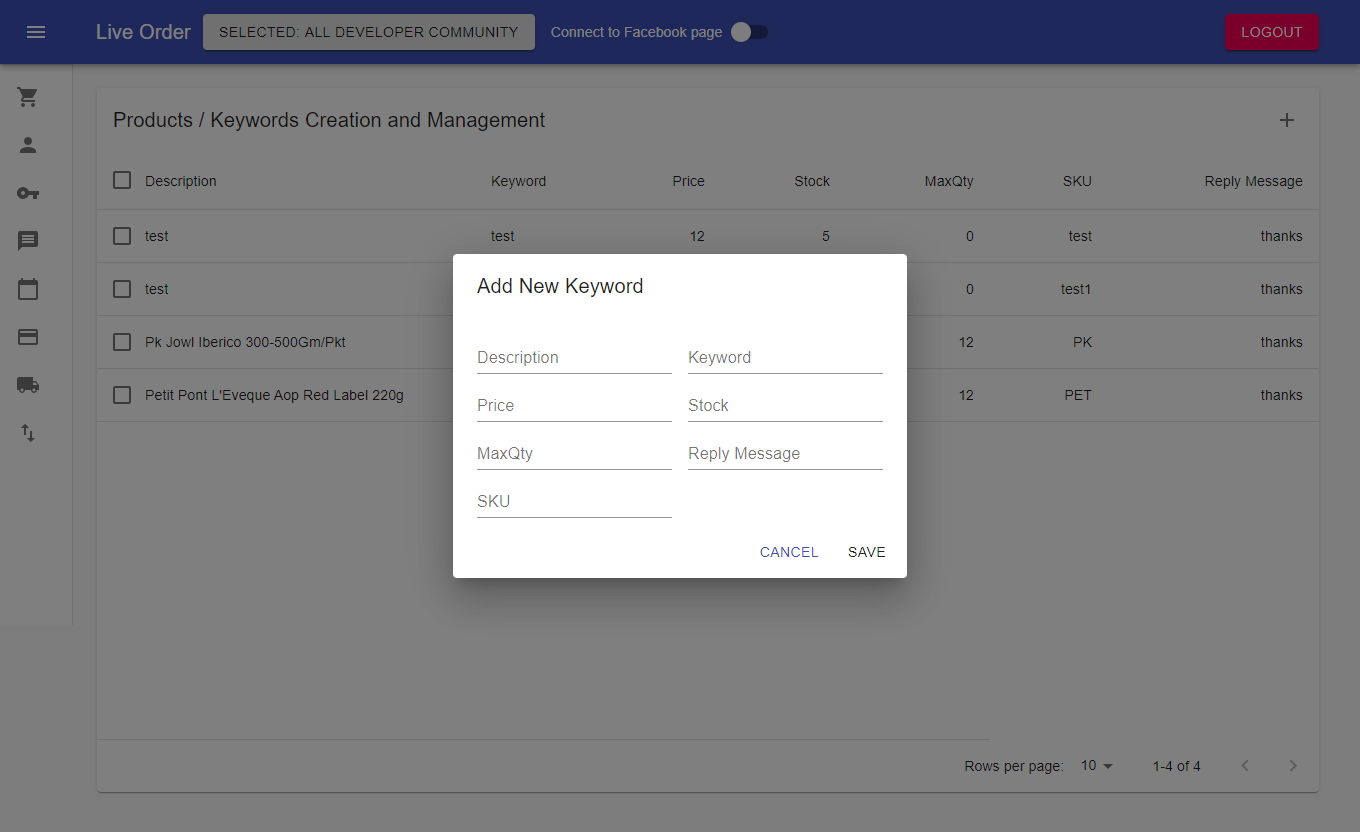 Live Order SELECTED: ALL DEVELOPER COMMUNITY Connect to Facebook page LOGOUT
Products / Keywords Creation and Management
Description Keyword Price Stock MaxQty SKU Reply Message
test test 12 5 0 test thanks
test 0 test1 thanks
Pk Jowl Iberico 300-500Gm/Pkt 12 PK thanks
Petit Pont L'Eveque Aop Red Label 220g 12 PET thanks
Add New Keyword
Description Keyword
Price Stock
MaxQty Reply Message
SKU
CANCEL SAVE
Rows per page: 10 1-4 of 4